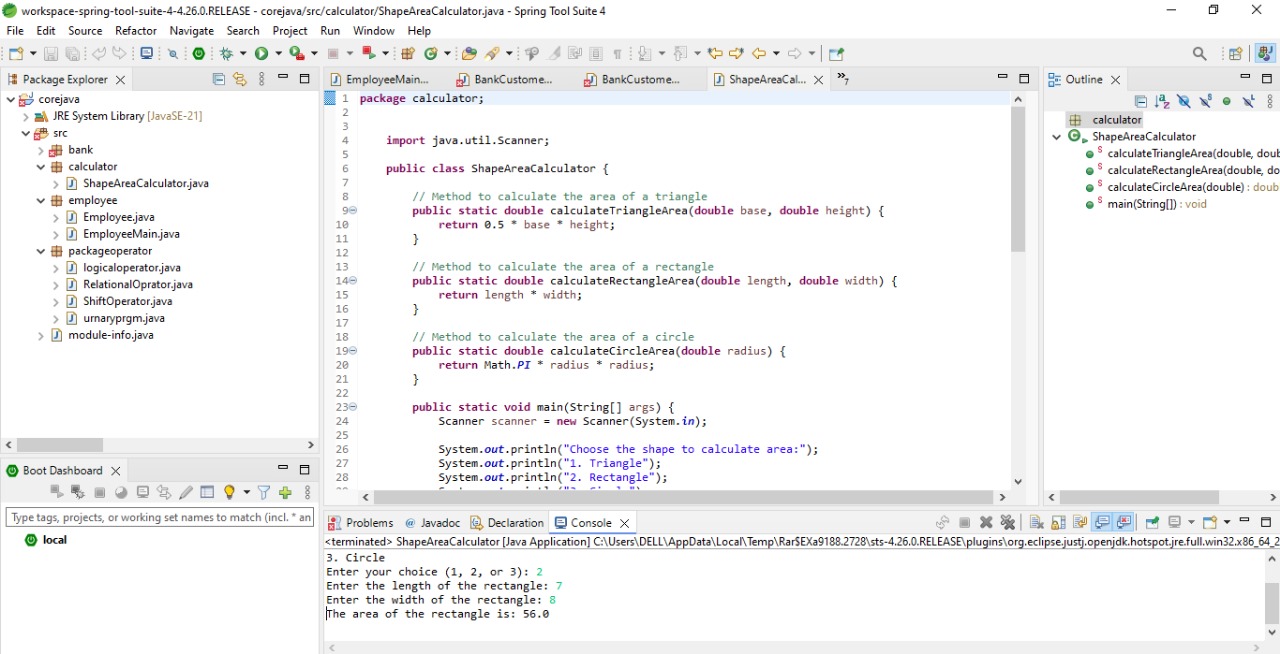 workspace-spring-tool-suite-4-4.26.0.RELEASE - corejava/src/calculator/ShapeAreaCalculator.java - Spring Tool Suite 4
File Edit Source Refactor Navigate Search Project Run Window Help
Package Explorer
corejava
JRE System Library [JavaSE-21]
src
bank
calculator
ShapeAreaCalculator.java
employee
Employee.java
EmployeeMain.java
packageoperator
logicaloperator.java
RelationalOprator.java
ShiftOperator.java
urnaryprgm.java
module-info.java
Boot Dashboard
Type tags, projects, or working set names to match (incl. * an
local
EmployeeMain... BankCustome... BankCustome... ShapeAreaCal... »7
1 package calculator;
2
3
4 import java.util.Scanner;
5
6 public class ShapeAreaCalculator {
7
8 // Method to calculate the area of a triangle
9 public static double calculateTriangleArea(double base, double height) {
10 return 0.5 * base * height;
11 }
12
13 // Method to calculate the area of a rectangle
14 public static double calculateRectangleArea(double length, double width) {
15 return length * width;
16 }
17
18 // Method to calculate the area of a circle
19 public static double calculateCircleArea(double radius) {
20 return Math.PI * radius * radius;
21 }
22
23 public static void main(String[] args) {
24 Scanner scanner = new Scanner(System.in);
25
26 System.out.println("Choose the shape to calculate area:");
27 System.out.println("1. Triangle");
28 System.out.println("2. Rectangle");
Outline
calculator
ShapeAreaCalculator
calculateTriangleArea(double, doub
calculateRectangleArea(double, do
calculateCircleArea(double) : doub
main(String[]) : void
Problems Javadoc Declaration Console
<terminated> ShapeAreaCalculator [Java Application] C:\Users\DELL\AppData\Local\Temp\Rar$EXa9188.2728\sts-4.26.0.RELEASE\plugins\org.eclipse.justj.openjdk.hotspot.jre.full.win32.x86_64_2
3. Circle
Enter your choice (1, 2, or 3): 2
Enter the length of the rectangle: 7
Enter the width of the rectangle: 8
The area of the rectangle is: 56.0